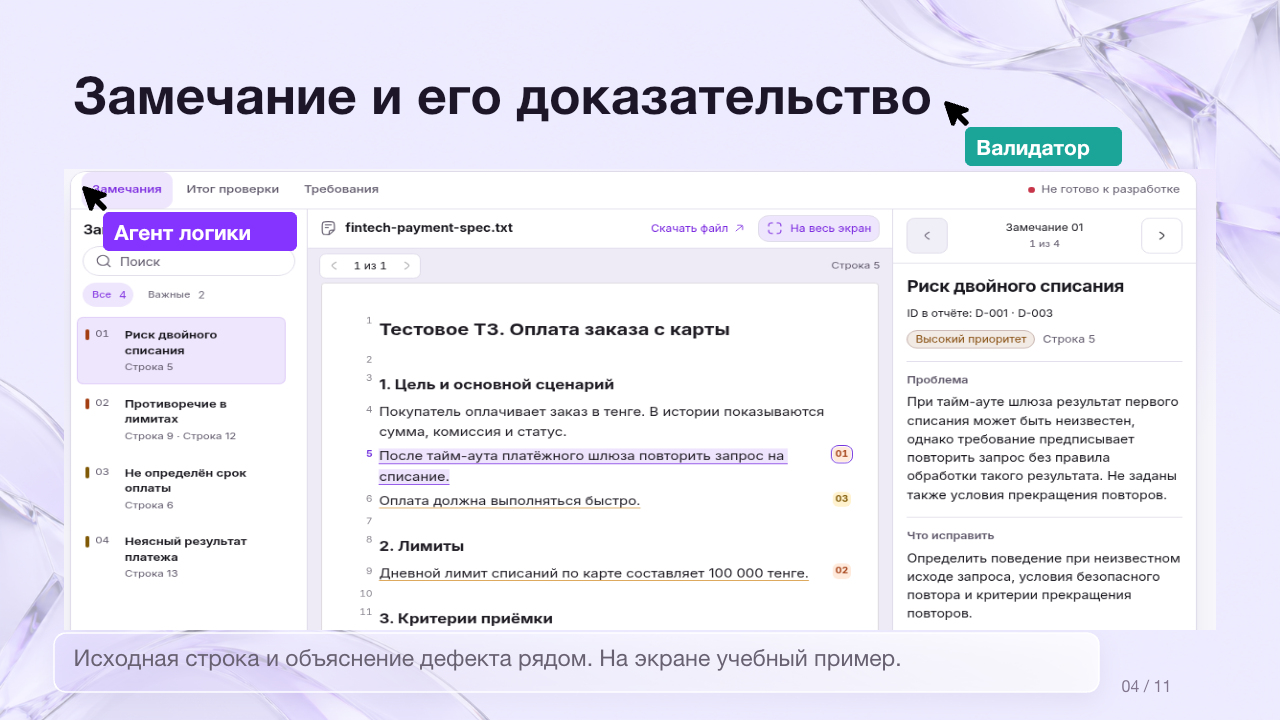 Замечание и его доказательство
Валидатор
Замечания
Итог проверки
Требования
Не готово к разработке
Агент логики
Поиск
Все 4
Важные 2
01 Риск двойного
списания
Строка 5
02 Противоречие в
лимитах
Строка 9 · Строка 12
03 Не определён срок
оплаты
Строка 6
04 Неясный результат
платежа
Строка 13
fintech-payment-spec.txt
Скачать файл ↗
На весь экран
< 1 из 1 >
Строка 5
1 Тестовое ТЗ. Оплата заказа с карты
2
3 1. Цель и основной сценарий
4 Покупатель оплачивает заказ в тенге. В истории показываются
сумма, комиссия и статус.
5 После тайм-аута платёжного шлюза повторить запрос на 01
списание.
6 Оплата должна выполняться быстро. 03
7
8 2. Лимиты
9 Дневной лимит списаний по карте составляет 100 000 тенге. 02
10
11 3. Критерии приёмки
< Замечание 01 >
1 из 4
Риск двойного списания
ID в отчёте: D-001 · D-003
Высокий приоритет Строка 5
Проблема
При тайм-ауте шлюза результат первого
списания может быть неизвестен,
однако требование предписывает
повторить запрос без правила
обработки такого результата. Не заданы
также условия прекращения повторов.
Что исправить
Определить поведение при неизвестном
исходе запроса, условия безопасного
повтора и критерии прекращения
повторов.
Исходная строка и объяснение дефекта рядом. На экране учебный пример.
04 / 11